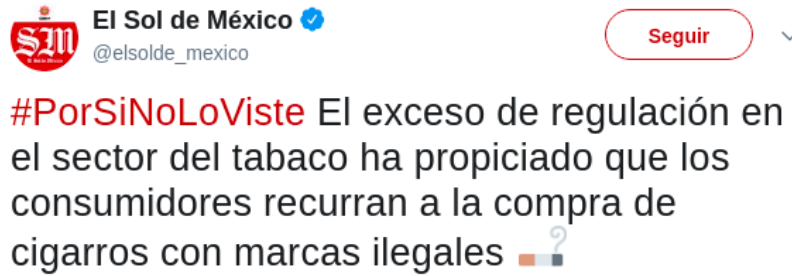 El Sol de México
@elsolde_mexico
Seguir
#PorSiNoLoViste El exceso de regulación en
el sector del tabaco ha propiciado que los
consumidores recurran a la compra de
cigarros con marcas ilegales 🚬